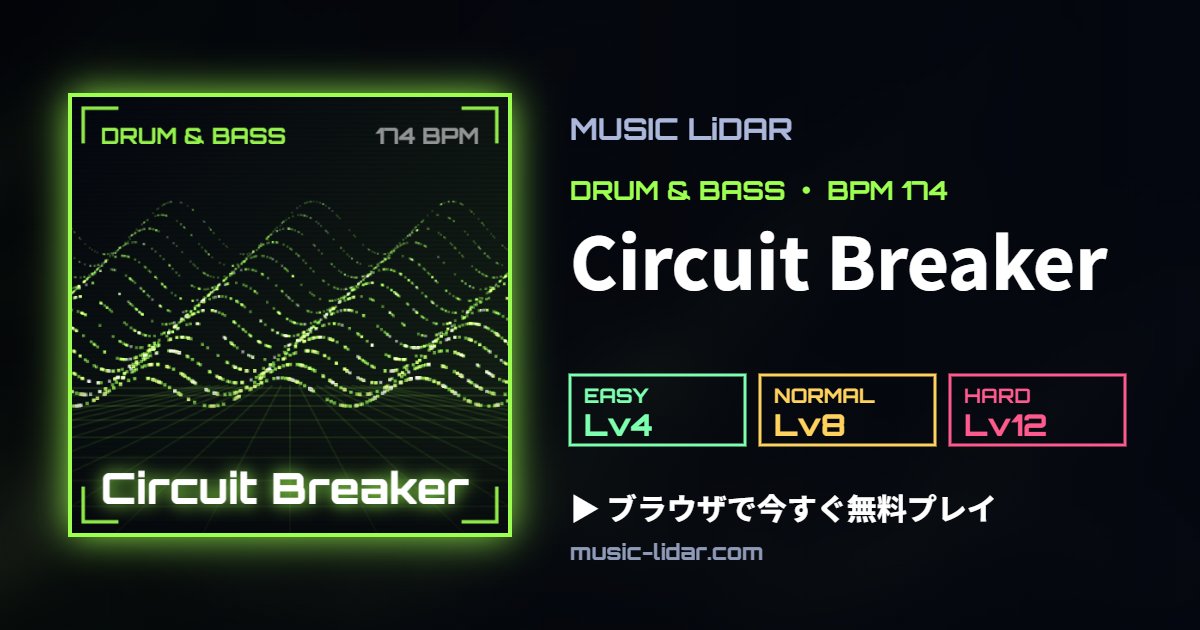 DRUM & BASS 174 BPM
Circuit Breaker
MUSIC LiDAR
DRUM & BASS • BPM 174
Circuit Breaker
EASY
Lv4
NORMAL
Lv8
HARD
Lv12
▶ ブラウザで今すぐ無料プレイ
music-lidar.com